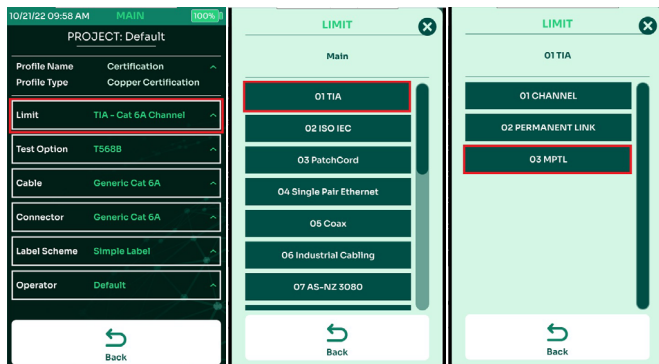 10/21/22 09:58 AM MAIN 100%
PROJECT: Default
Profile Name Certification
Profile Type Copper Certification
Limit TIA - Cat 6A Channel
Test Option T568B
Cable Generic Cat 6A
Connector Generic Cat 6A
Label Scheme Simple Label
Operator Default
Back
LIMIT
Main
01 TIA
02 ISO IEC
03 PatchCord
04 Single Pair Ethernet
05 Coax
06 Industrial Cabling
07 AS-NZ 3080
Back
LIMIT
01 TIA
01 CHANNEL
02 PERMANENT LINK
03 MPTL
Back